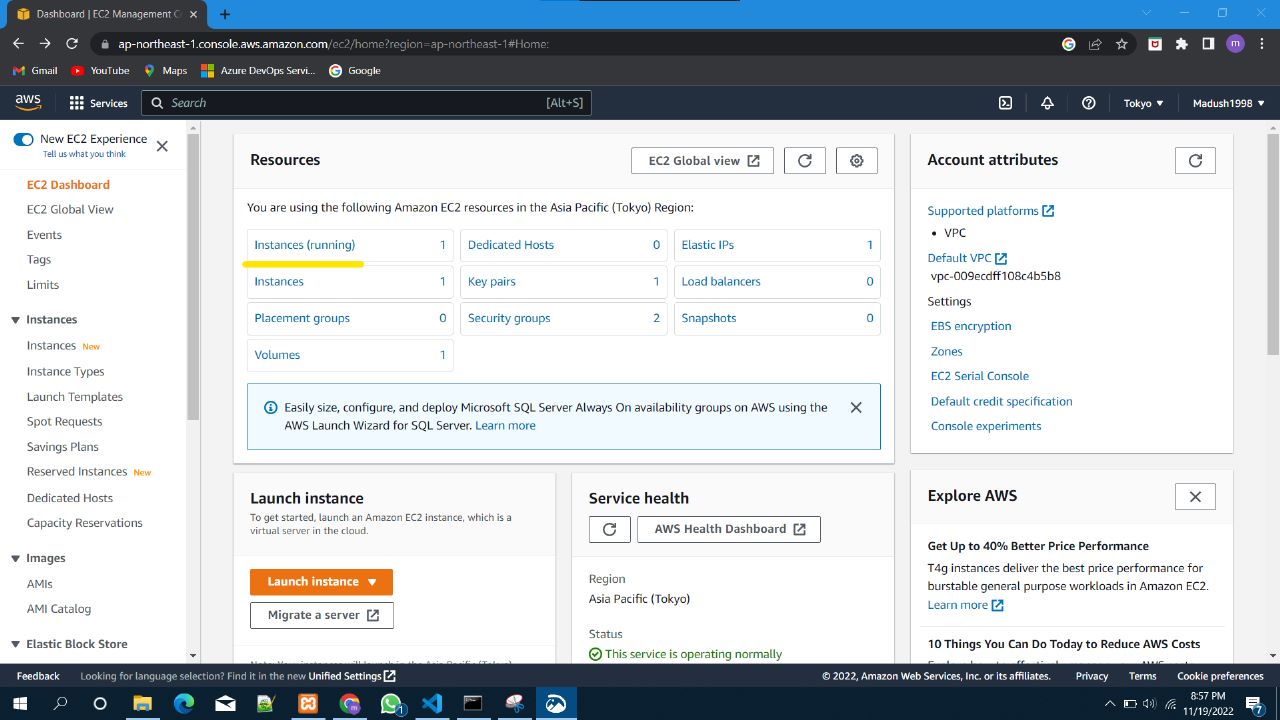 Dashboard | EC2 Management C
ap-northeast-1.console.aws.amazon.com/ec2/home?region=ap-northeast-1#Home:
m
Gmail
YouTube
Maps
Azure DevOps Servi...
Google
aws
Services
Search
[Alt+S]
Tokyo
Madush1998
New EC2 Experience
Tell us what you think
EC2 Dashboard
EC2 Global View
Events
Tags
Limits
Instances
Instances New
Instance Types
Launch Templates
Spot Requests
Savings Plans
Reserved Instances New
Dedicated Hosts
Capacity Reservations
Images
AMIs
AMI Catalog
Elastic Block Store
Resources
EC2 Global view
You are using the following Amazon EC2 resources in the Asia Pacific (Tokyo) Region:
Instances (running) 1
Dedicated Hosts 0
Elastic IPs 1
Instances 1
Key pairs 1
Load balancers 0
Placement groups 0
Security groups 2
Snapshots 0
Volumes 1
Easily size, configure, and deploy Microsoft SQL Server Always On availability groups on AWS using the
AWS Launch Wizard for SQL Server. Learn more
Launch instance
To get started, launch an Amazon EC2 instance, which is a
virtual server in the cloud.
Launch instance
Migrate a server
Service health
AWS Health Dashboard
Region
Asia Pacific (Tokyo)
Status
This service is operating normally
Account attributes
Supported platforms
VPC
Default VPC
vpc-009ecdff108c4b5b8
Settings
EBS encryption
Zones
EC2 Serial Console
Default credit specification
Console experiments
Explore AWS
Get Up to 40% Better Price Performance
T4g instances deliver the best price performance for
burstable general purpose workloads in Amazon EC2.
Learn more
10 Things You Can Do Today to Reduce AWS Costs
Feedback
Looking for language selection? Find it in the new Unified Settings
© 2022, Amazon Web Services, Inc. or its affiliates.
Privacy
Terms
Cookie preferences
1
8:57 PM
11/19/2022
7